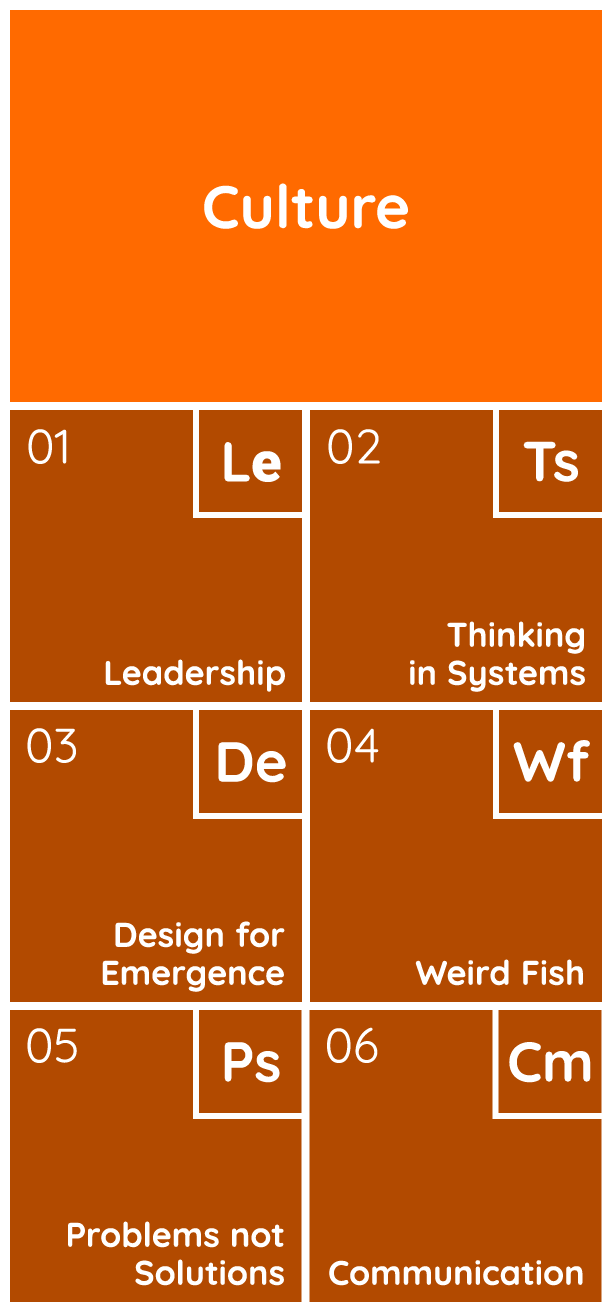 Culture
01
Le
Leadership
02
Ts
Thinking
in Systems
03
De
Design for
Emergence
04
Wf
Weird Fish
05
Ps
Problems not
Solutions
06
Cm
Communication